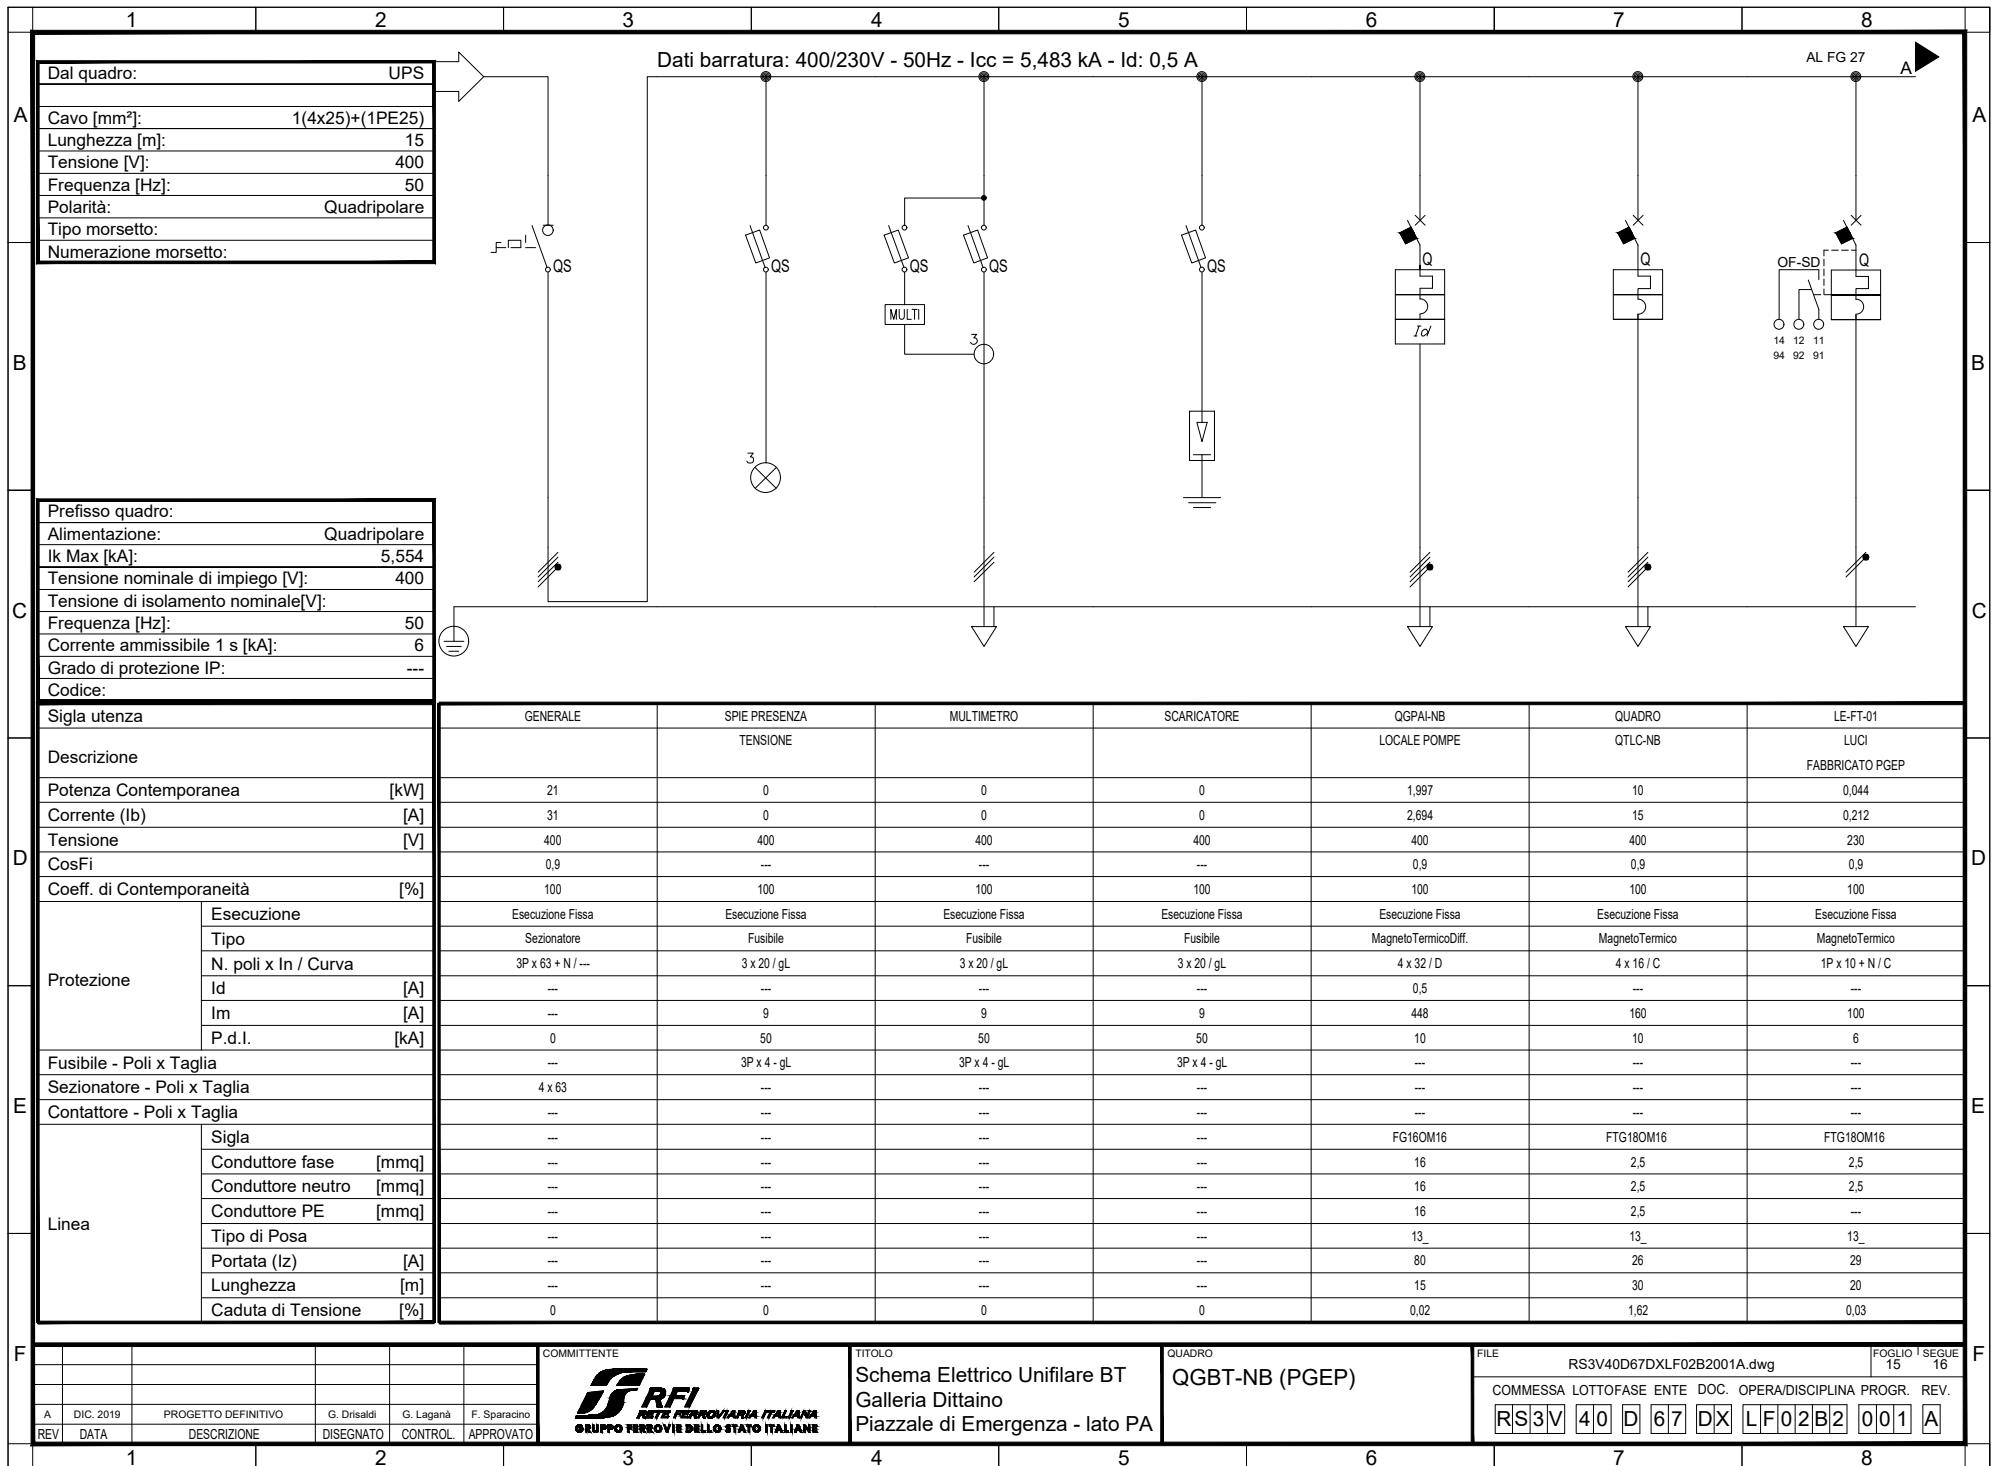 1 2 3 4 5 6 7 8
Dati barratura: 400/230V - 50Hz - Icc = 5,483 kA - Id: 0,5 A
AL FG 27
A
A
A
B
B
C
C
D
D
E
E
F
F
Dal quadro: UPS
Cavo [mm²]: 1(4x25)+(1PE25)
Lunghezza [m]: 15
Tensione [V]: 400
Frequenza [Hz]: 50
Polarità: Quadripolare
Tipo morsetto:
Numerazione morsetto:
QS
QS
QS
QS
QS
Q
Q
Q
MULTI
3
3
Id
OF-SD
14 12 11
94 92 91
Prefisso quadro:
Alimentazione: Quadripolare
Ik Max [kA]: 5,554
Tensione nominale di impiego [V]: 400
Tensione di isolamento nominale[V]:
Frequenza [Hz]: 50
Corrente ammissibile 1 s [kA]: 6
Grado di protezione IP: ---
Codice:
Sigla utenza GENERALE SPIE PRESENZA MULTIMETRO SCARICATORE QGPAI-NB QUADRO LE-FT-01
Descrizione TENSIONE LOCALE POMPE QTLC-NB LUCI
FABBRICATO PGEP
Potenza Contemporanea [kW] 21 0 0 0 1,997 10 0,044
Corrente (Ib) [A] 31 0 0 0 2,694 15 0,212
Tensione [V] 400 400 400 400 400 400 230
CosFi 0,9 --- --- --- 0,9 0,9 0,9
Coeff. di Contemporaneità [%] 100 100 100 100 100 100 100
Protezione
Esecuzione Esecuzione Fissa Esecuzione Fissa Esecuzione Fissa Esecuzione Fissa Esecuzione Fissa Esecuzione Fissa Esecuzione Fissa
Tipo Sezionatore Fusibile Fusibile Fusibile MagnetoTermicoDiff. MagnetoTermico MagnetoTermico
N. poli x In / Curva 3P x 63 + N / --- 3 x 20 / gL 3 x 20 / gL 3 x 20 / gL 4 x 32 / D 4 x 16 / C 1P x 10 + N / C
Id [A] --- --- --- --- 0,5 --- ---
Im [A] --- 9 9 9 448 160 100
P.d.I. [kA] 0 50 50 50 10 10 6
Fusibile - Poli x Taglia --- 3P x 4 - gL 3P x 4 - gL 3P x 4 - gL --- --- ---
Sezionatore - Poli x Taglia 4 x 63 --- --- --- --- --- ---
Contattore - Poli x Taglia --- --- --- --- --- --- ---
Linea
Sigla --- --- --- --- FG16OM16 FTG18OM16 FTG18OM16
Conduttore fase [mmq] --- --- --- --- 16 2,5 2,5
Conduttore neutro [mmq] --- --- --- --- 16 2,5 2,5
Conduttore PE [mmq] --- --- --- --- 16 2,5 ---
Tipo di Posa --- --- --- --- 13_ 13_ 13_
Portata (Iz) [A] --- --- --- --- 80 26 29
Lunghezza [m] --- --- --- --- 15 30 20
Caduta di Tensione [%] 0 0 0 0 0,02 1,62 0,03
A DIC. 2019 PROGETTO DEFINITIVO G. Drisaldi G. Laganà F. Sparacino
REV DATA DESCRIZIONE DISEGNATO CONTROL. APPROVATO
COMMITTENTE
RFI
RETE FERROVIARIA ITALIANA
GRUPPO FERROVIE DELLO STATO ITALIANE
TITOLO
Schema Elettrico Unifilare BT
Galleria Dittaino
Piazzale di Emergenza - lato PA
QUADRO
QGBT-NB (PGEP)
FILE
RS3V40D67DXLF02B2001A.dwg
FOGLIO SEGUE
15 16
COMMESSA LOTTO FASE ENTE DOC. OPERA/DISCIPLINA PROGR. REV.
RS3V 40 D 67 DX LF02B2 001 A
1 2 3 4 5 6 7 8